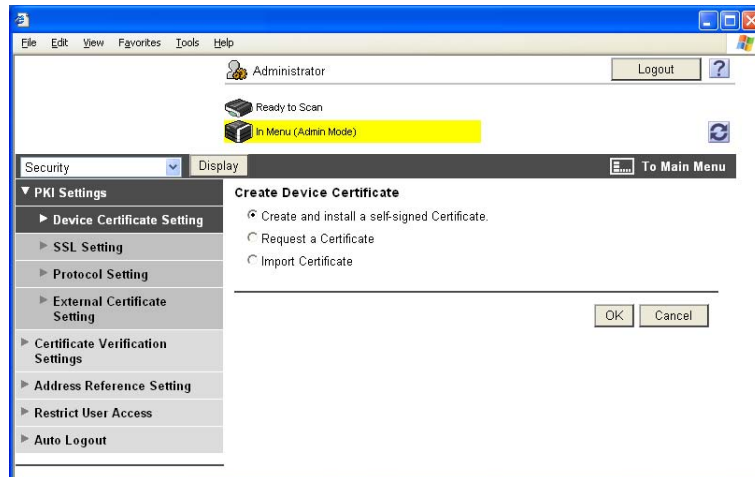 File Edit View Favorites Tools Help
Administrator
Logout
?
Ready to Scan
In Menu (Admin Mode)
Security
Display
To Main Menu
PKI Settings
Device Certificate Setting
SSL Setting
Protocol Setting
External Certificate
Setting
Certificate Verification
Settings
Address Reference Setting
Restrict User Access
Auto Logout
Create Device Certificate
Create and install a self-signed Certificate.
Request a Certificate
Import Certificate
OK Cancel